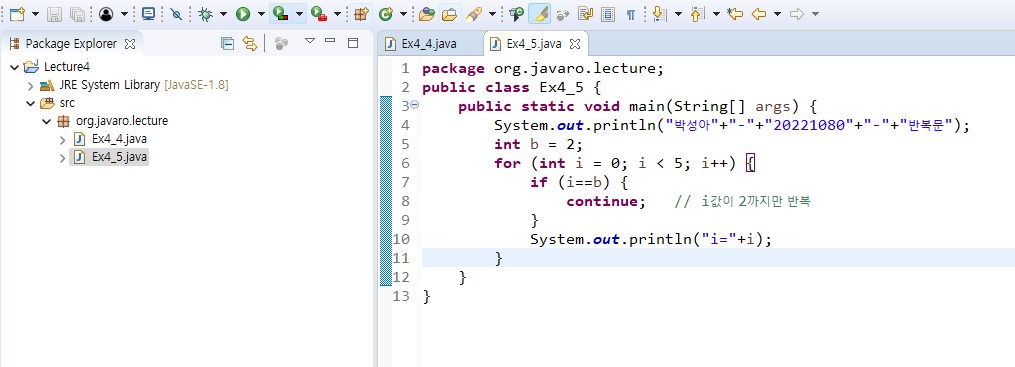 Package Explorer
Lecture4
JRE System Library [JavaSE-1.8]
src
org.javaro.lecture
Ex4_4.java
Ex4_5.java
Ex4_4.java
Ex4_5.java
1 package org.javaro.lecture;
2 public class Ex4_5 {
3 public static void main(String[] args) {
4 System.out.println("박성아"+"-"+"20221080"+"-"+"반복문");
5 int b = 2;
6 for (int i = 0; i < 5; i++) {
7 if (i==b) {
8 continue; // i값이 2까지만 반복
9 }
10 System.out.println("i="+i);
11 }
12 }
13 }